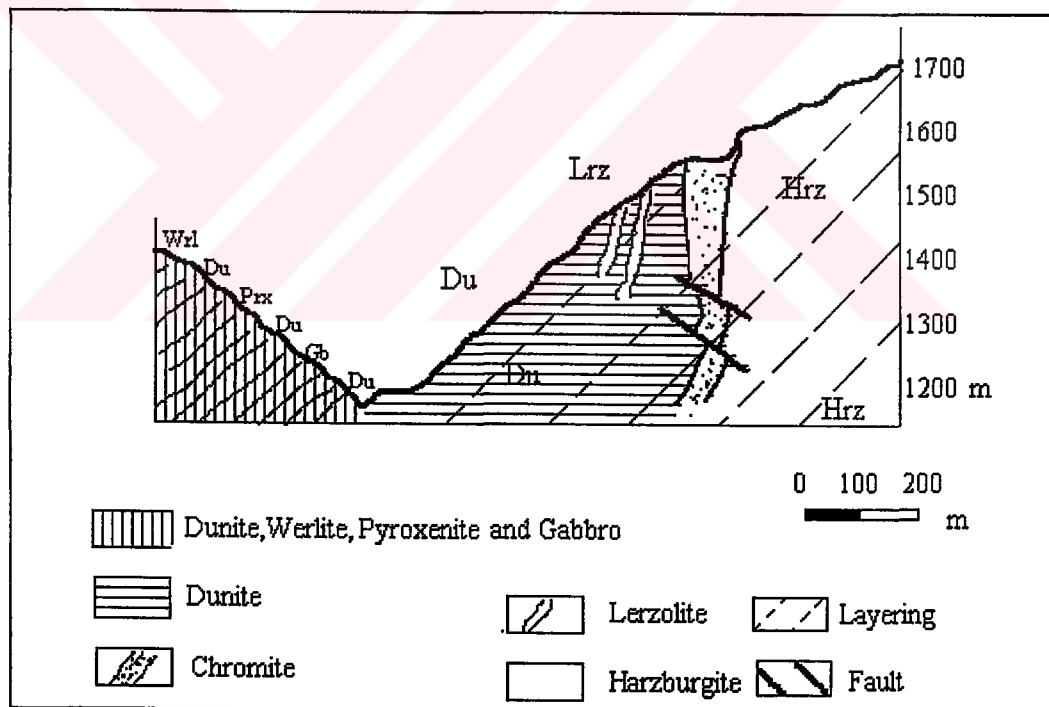 1700
1600
Lrz
Hrz
1500
Wrl
1400
Du
Du
Prx
Du
1300
Gb
Du
Du
1200 m
Hrz
0 100 200
m
Dunite, Werlite, Pyroxenite and Gabbro
Dunite
Lerzolite
Layering
Chromite
Harzburgite
Fault